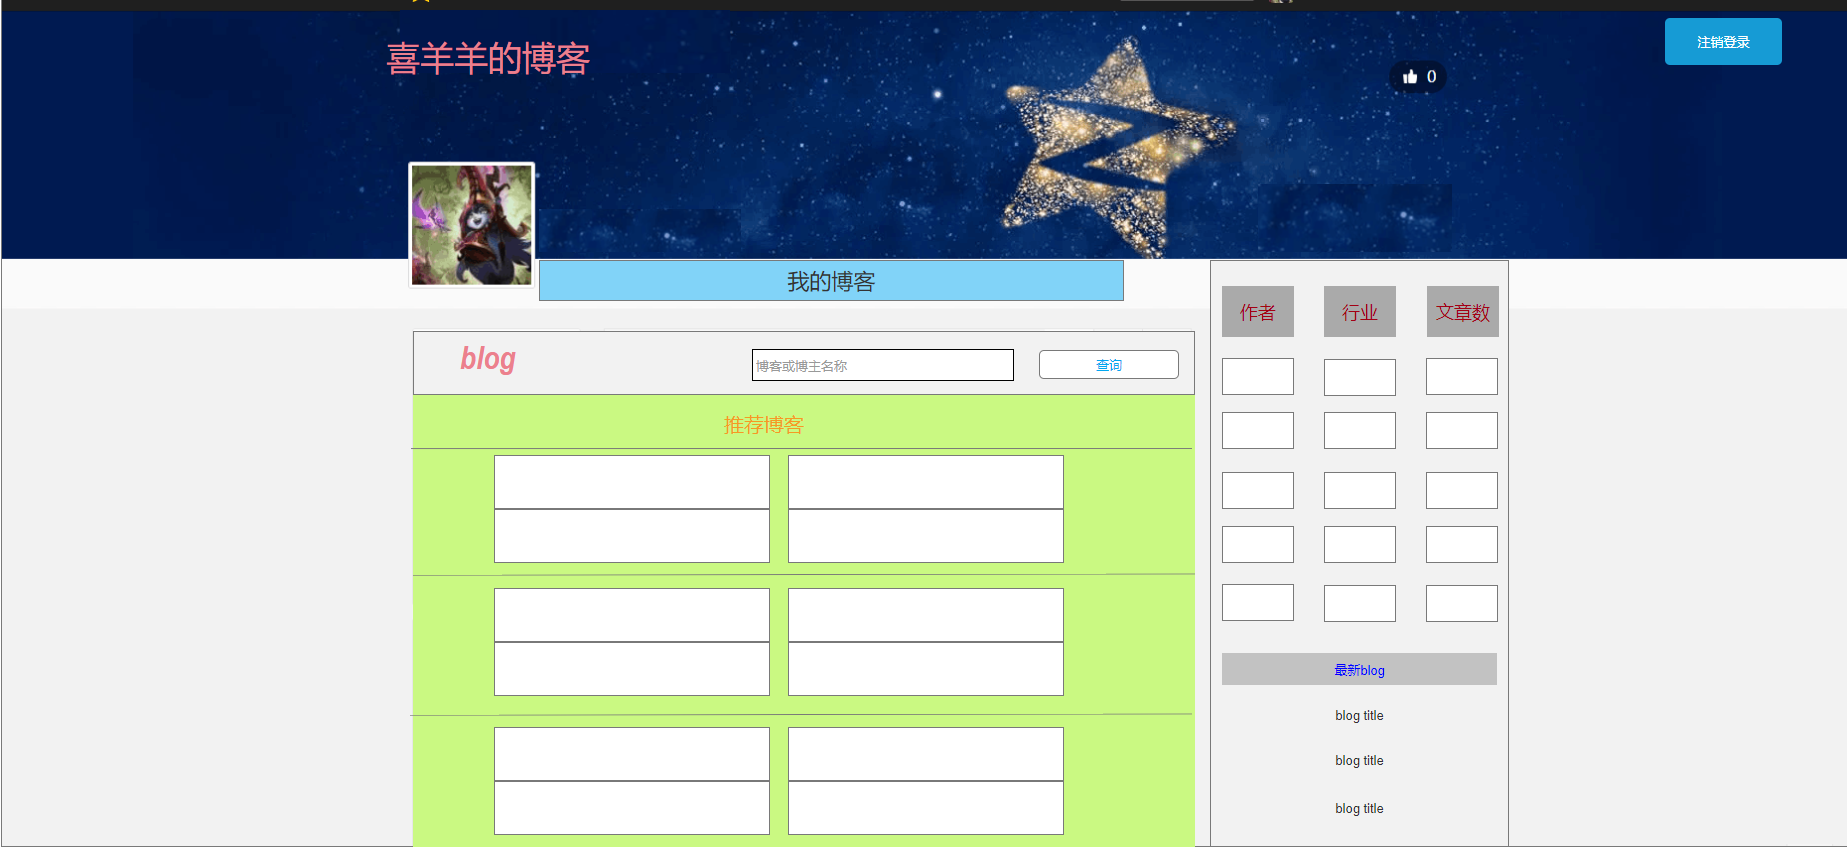 喜羊羊的博客
注销登录
0
我的博客
blog
博客或博主名称
查询
推荐博客
作者 行业 文章数
最新blog
blog title
blog title
blog title